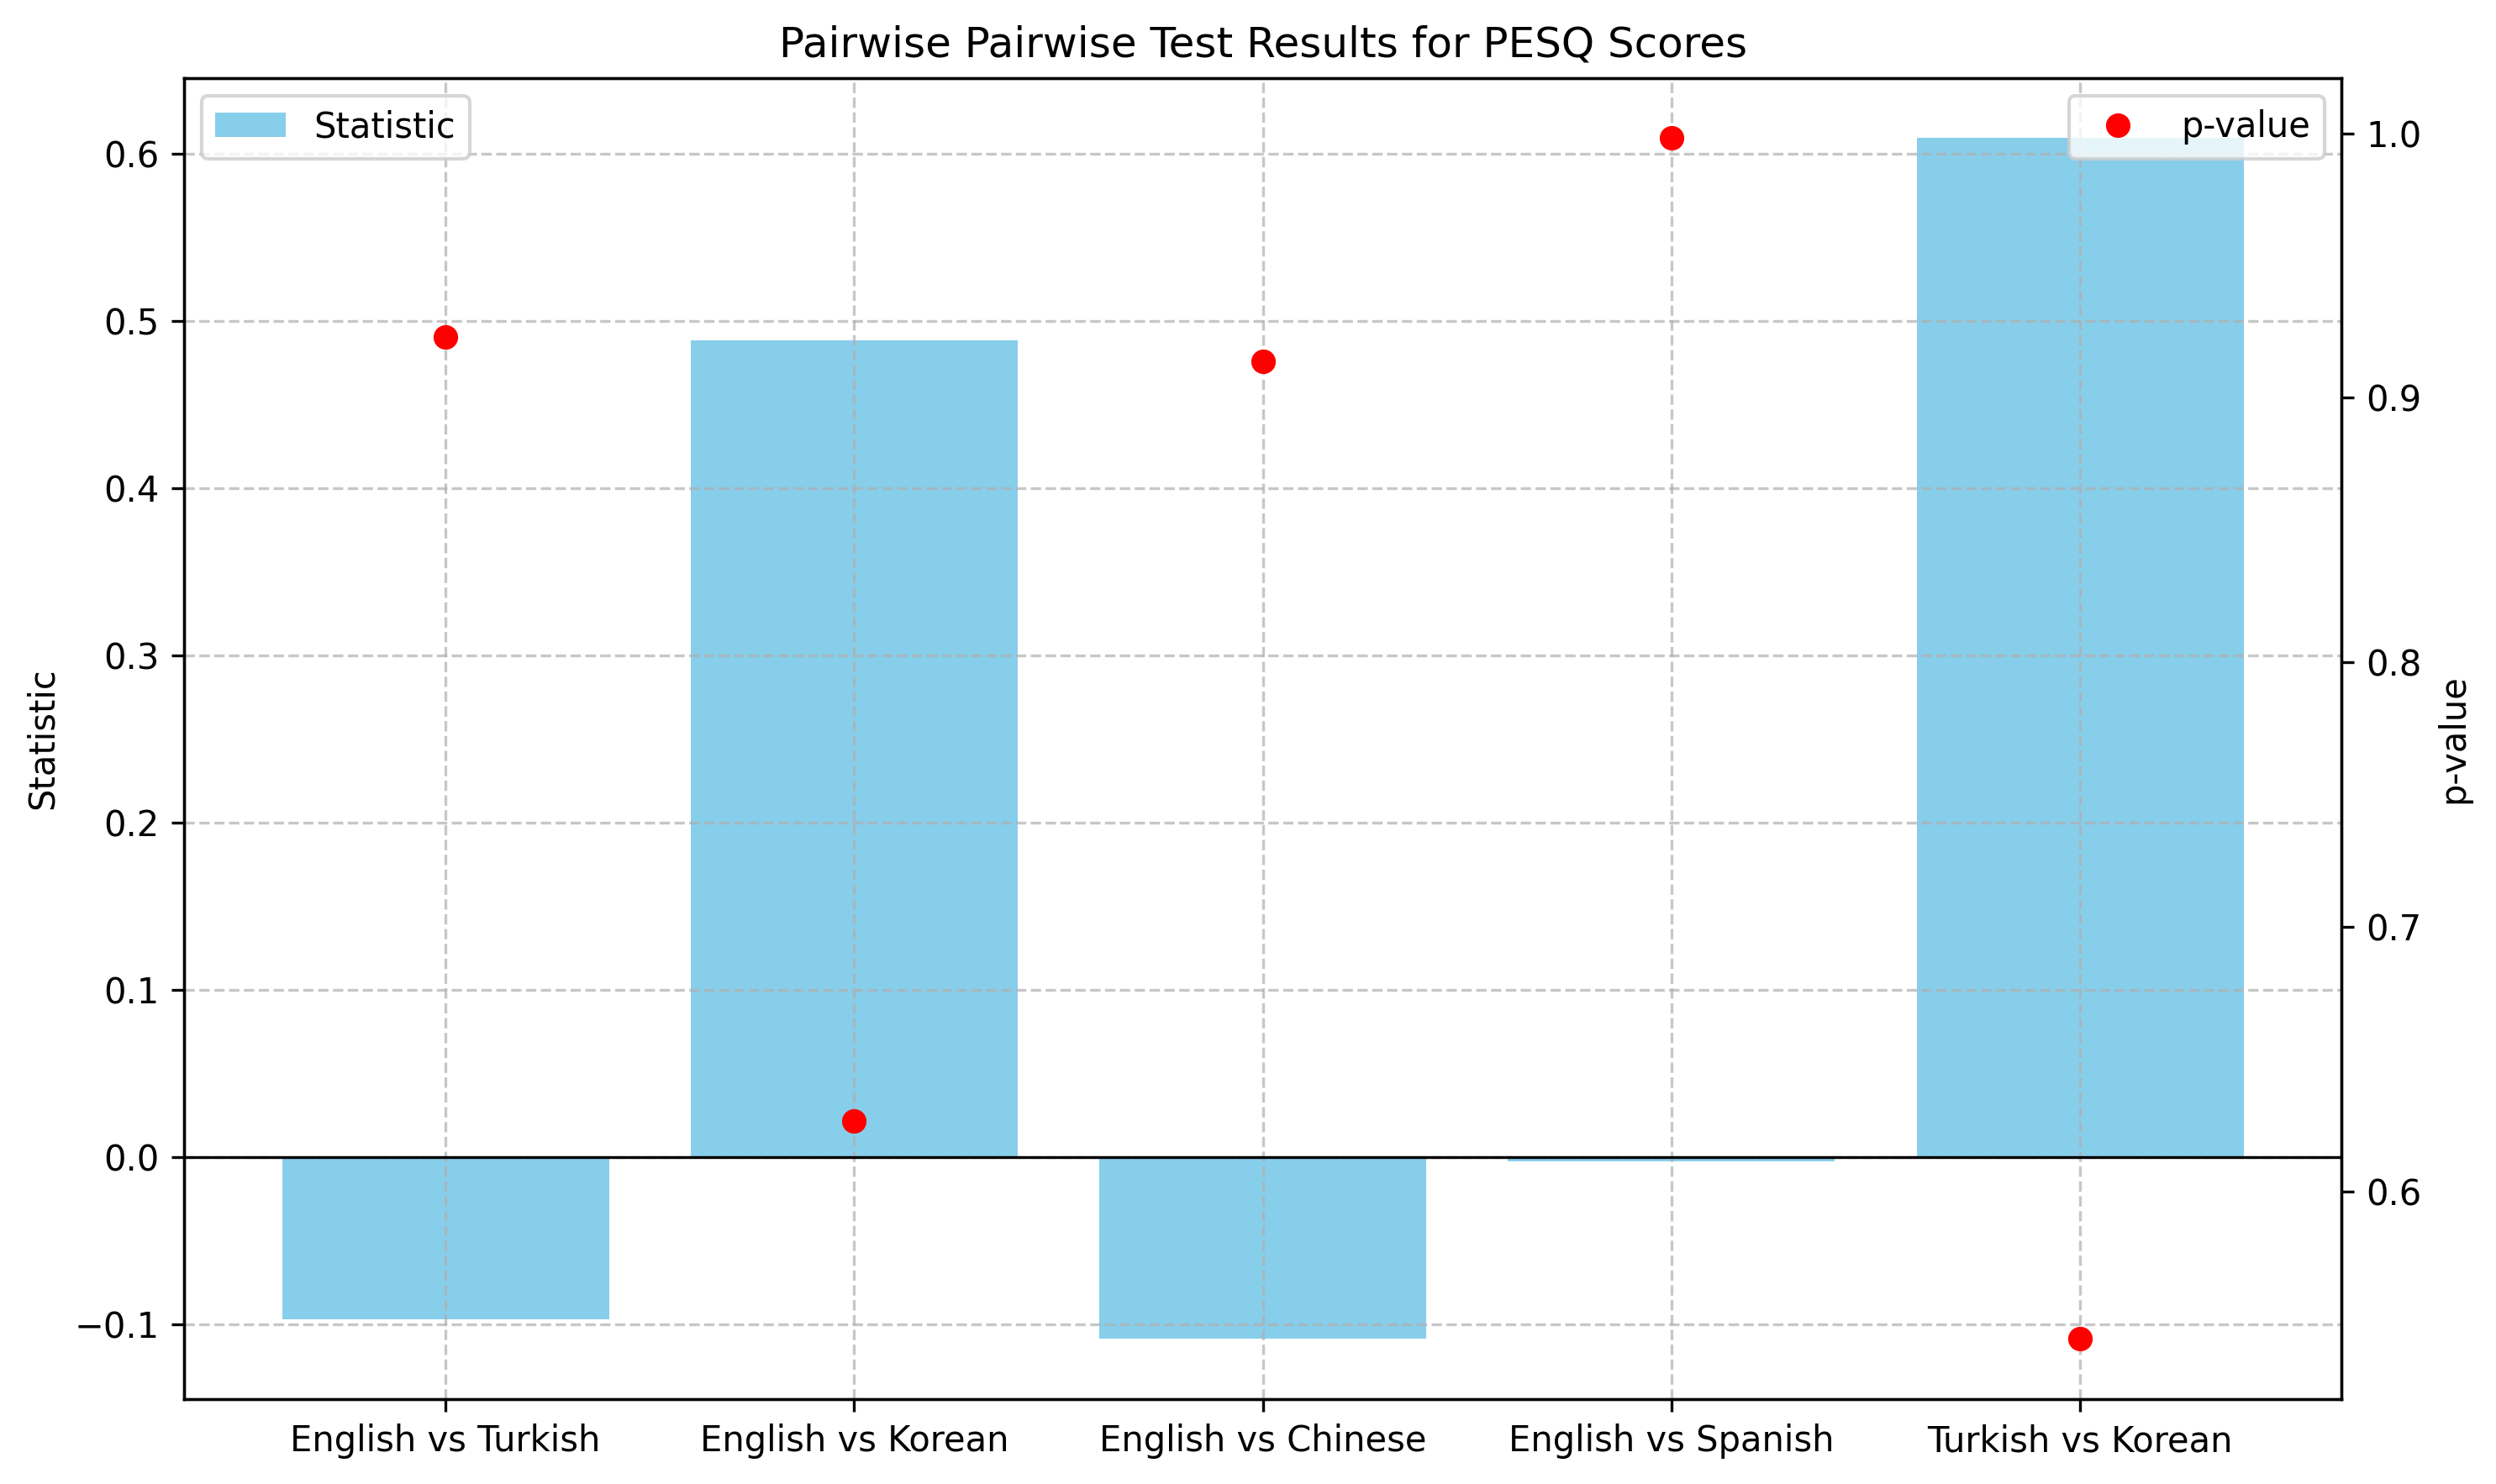 Pairwise Pairwise Test Results for PESQ Scores
Statistic
p-value
0.6
0.5
0.4
0.3
0.2
0.1
0.0
−0.1
Statistic
1.0
0.9
0.8
0.7
0.6
p-value
English vs Turkish
English vs Korean
English vs Chinese
English vs Spanish
Turkish vs Korean